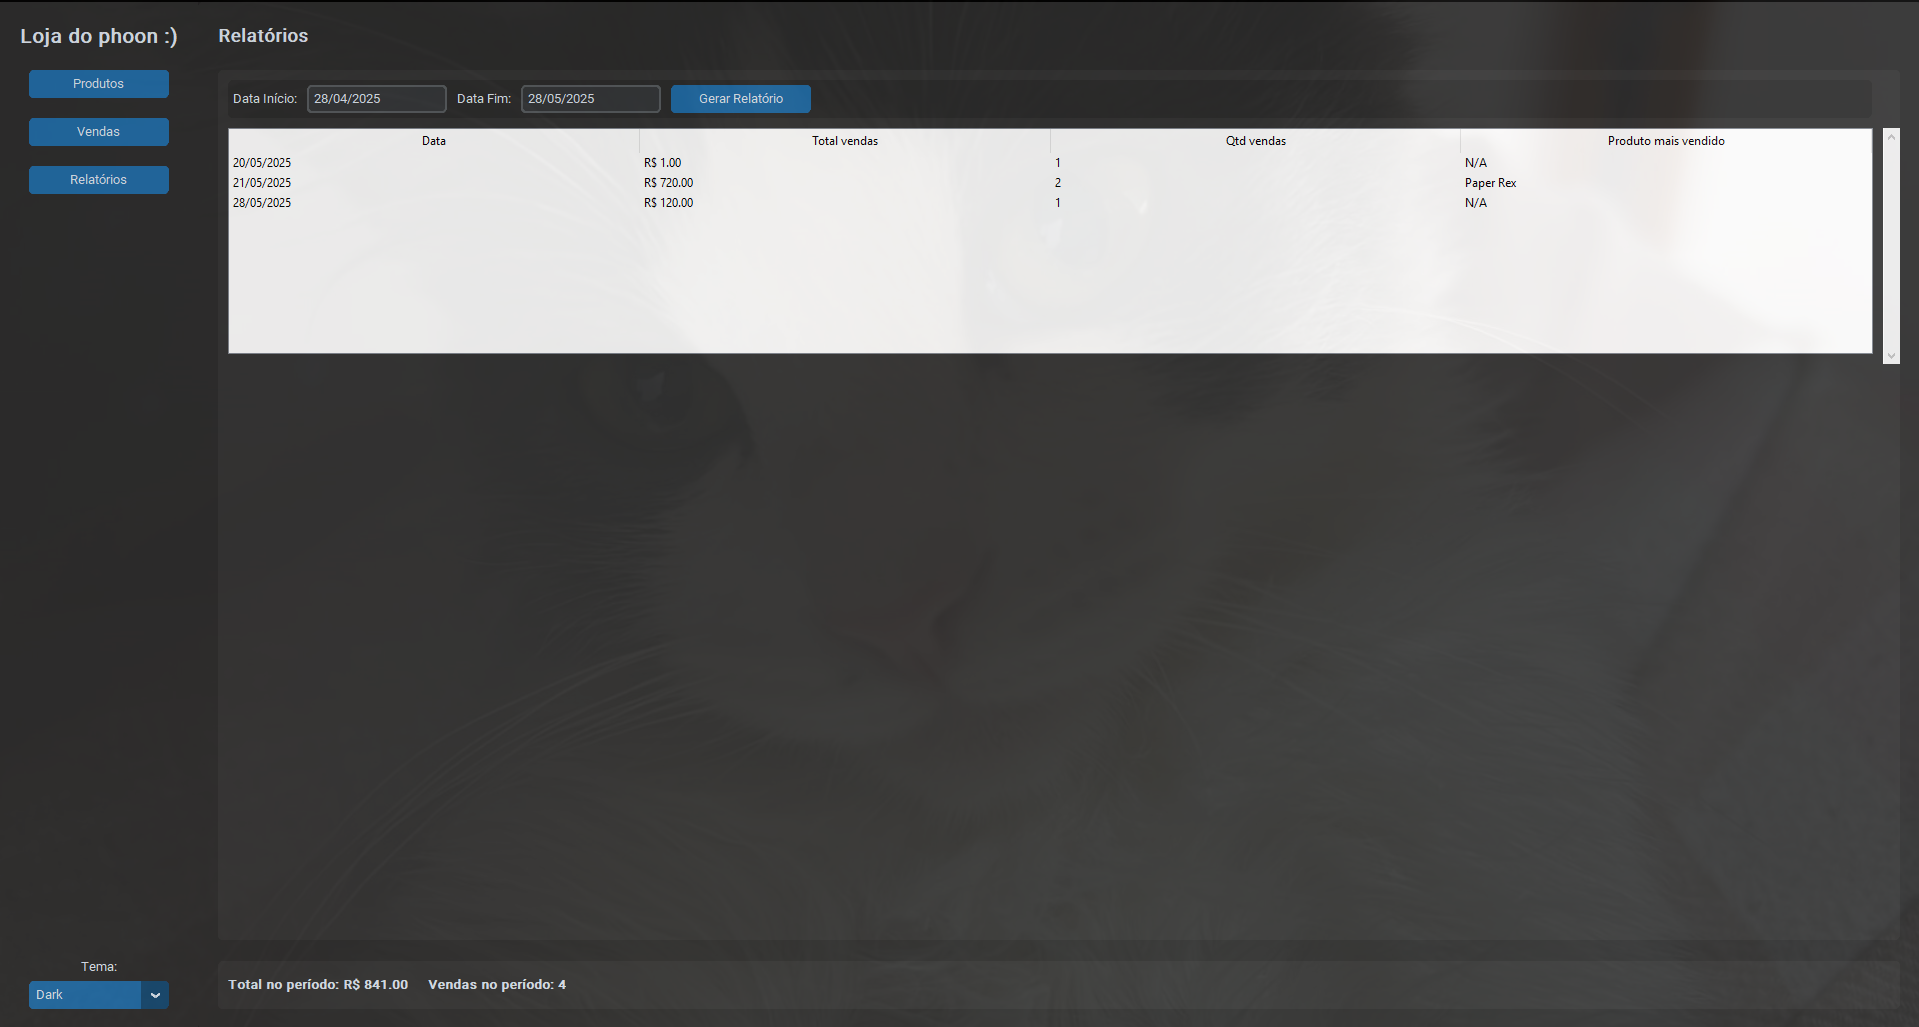 Loja do phoon :)
Relatórios
Produtos
Vendas
Relatórios
Data Início: 28/04/2025 Data Fim: 28/05/2025 Gerar Relatório
Data Total vendas Qtd vendas Produto mais vendido
20/05/2025 R$ 1.00 1 N/A
21/05/2025 R$ 720.00 2 Paper Rex
28/05/2025 R$ 120.00 1 N/A
Tema:
Dark
Total no período: R$ 841.00 Vendas no período: 4